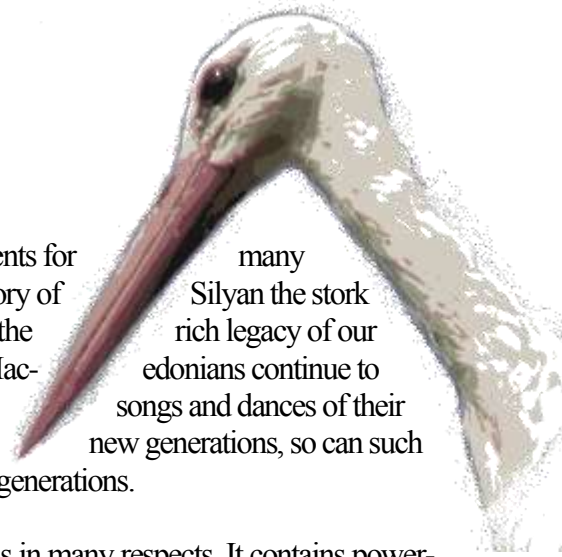 ents for many
ory of Silyan the stork
the rich legacy of our
Mac- edonians continue to
songs and dances of their
new generations, so can such
generations.
s in many respects. It contains power-